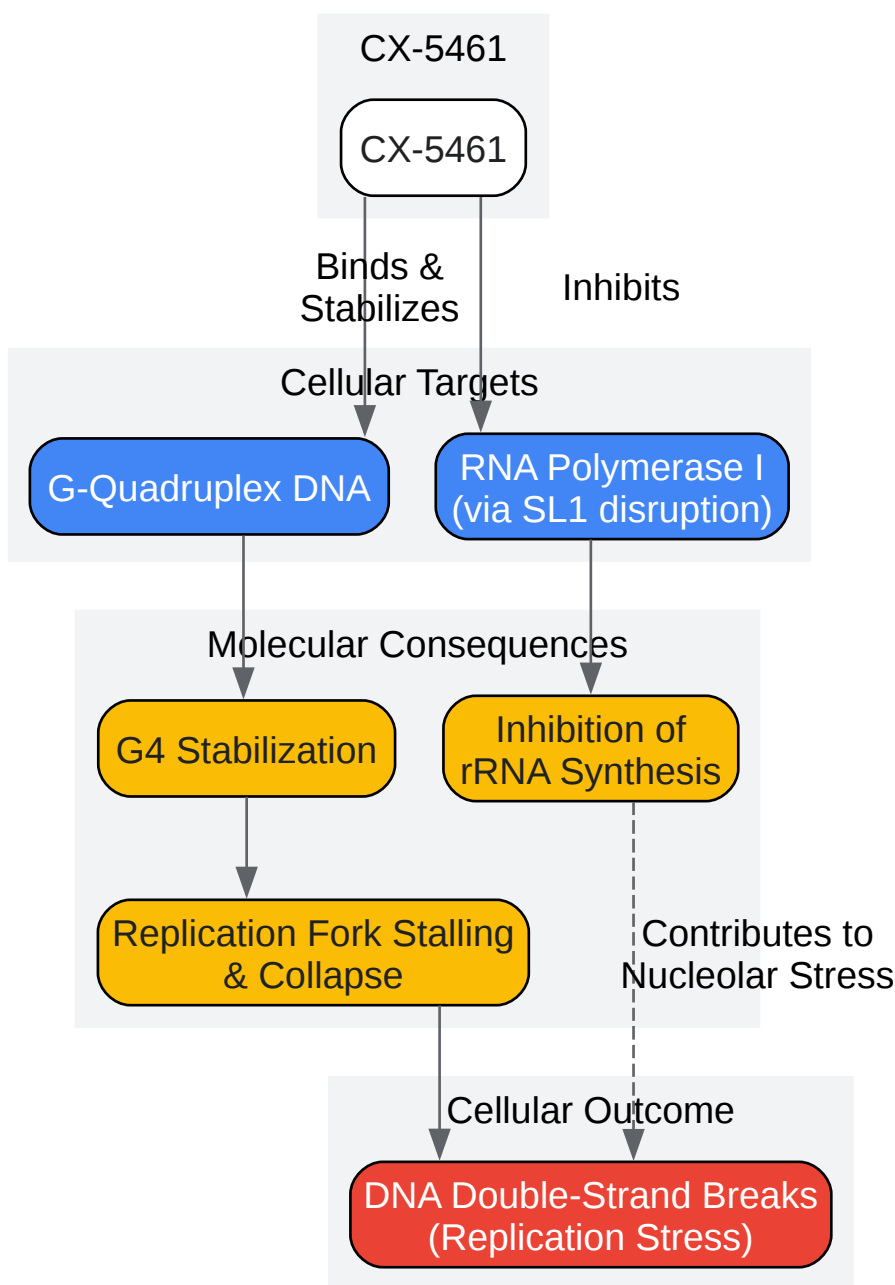 CX-5461
CX-5461
Binds &
Stabilizes
Inhibits
Cellular Targets
G-Quadruplex DNA
RNA Polymerase I
(via SL1 disruption)
Molecular Consequences
G4 Stabilization
Inhibition of
rRNA Synthesis
Replication Fork Stalling
& Collapse
Contributes to
Nucleolar Stress
Cellular Outcome
DNA Double-Strand Breaks
(Replication Stress)